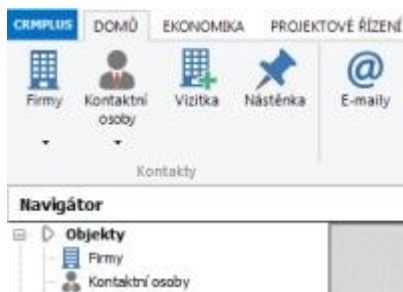 CRMPLUS DOMŮ EKONOMIKA PROJEKTOVÉ ŘÍZENÍ
Firmy Kontaktní osoby Vizitka Nástěnka E-maily
Kontakty
Navigátor
Objekty
Firmy
Kontaktní osoby